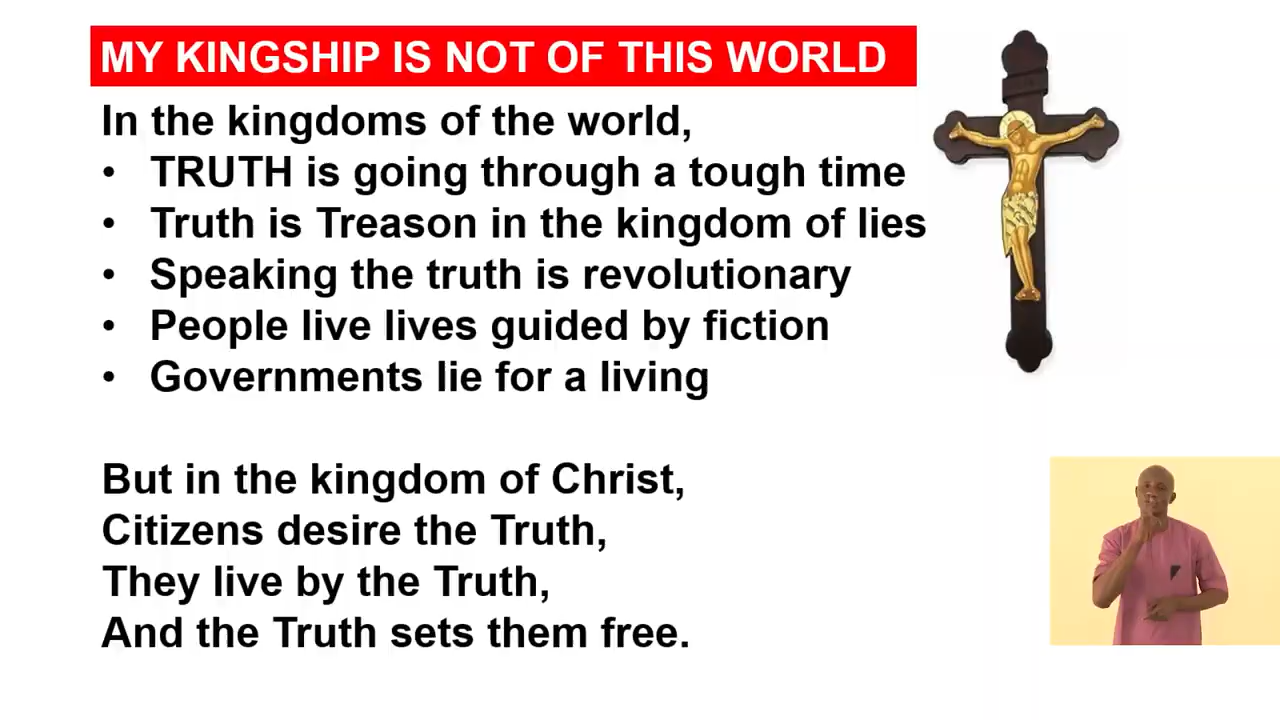 MY KINGSHIP IS NOT OF THIS WORLD
In the kingdoms of the world,
• TRUTH is going through a tough time
• Truth is Treason in the kingdom of lies
• Speaking the truth is revolutionary
• People live lives guided by fiction
• Governments lie for a living
But in the kingdom of Christ,
Citizens desire the Truth,
They live by the Truth,
And the Truth sets them free.